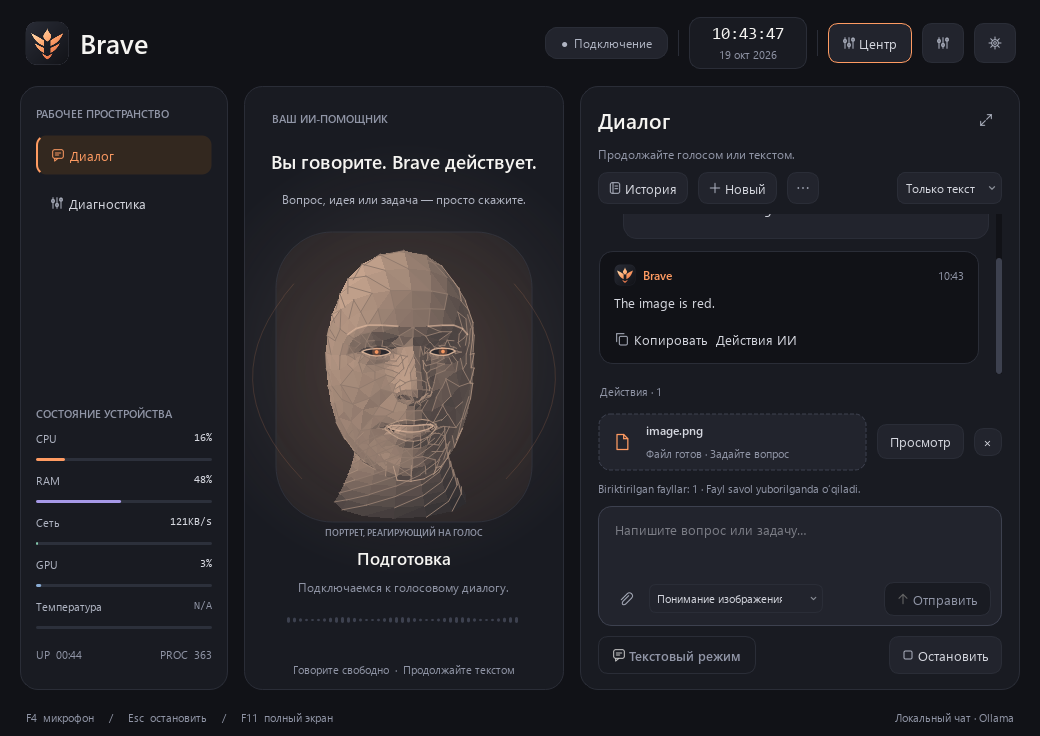 Brave
● Подключение
10:43:47
19 окт 2026
Центр
РАБОЧЕЕ ПРОСТРАНСТВО
Диалог
Диагностика
СОСТОЯНИЕ УСТРОЙСТВА
CPU 16%
RAM 48%
Сеть 121KB/s
GPU 3%
Температура N/A
UP 00:44 PROC 363
ВАШ ИИ-ПОМОЩНИК
Вы говорите. Brave действует.
Вопрос, идея или задача — просто скажите.
ПОРТРЕТ, РЕАГИРУЮЩИЙ НА ГОЛОС
Подготовка
Подключаемся к голосовому диалогу.
Говорите свободно · Продолжайте текстом
Диалог
Продолжайте голосом или текстом.
История
Новый
···
Только текст
Brave 10:43
The image is red.
Копировать Действия ИИ
Действия · 1
image.png
Файл готов · Задайте вопрос
Просмотр
×
Biriktirilgan fayllar: 1 · Fayl savol yuborilganda o‘qiladi.
Напишите вопрос или задачу...
Понимание изображения
Отправить
Текстовый режим
Остановить
F4 микрофон / Esc остановить / F11 полный экран
Локальный чат · Ollama